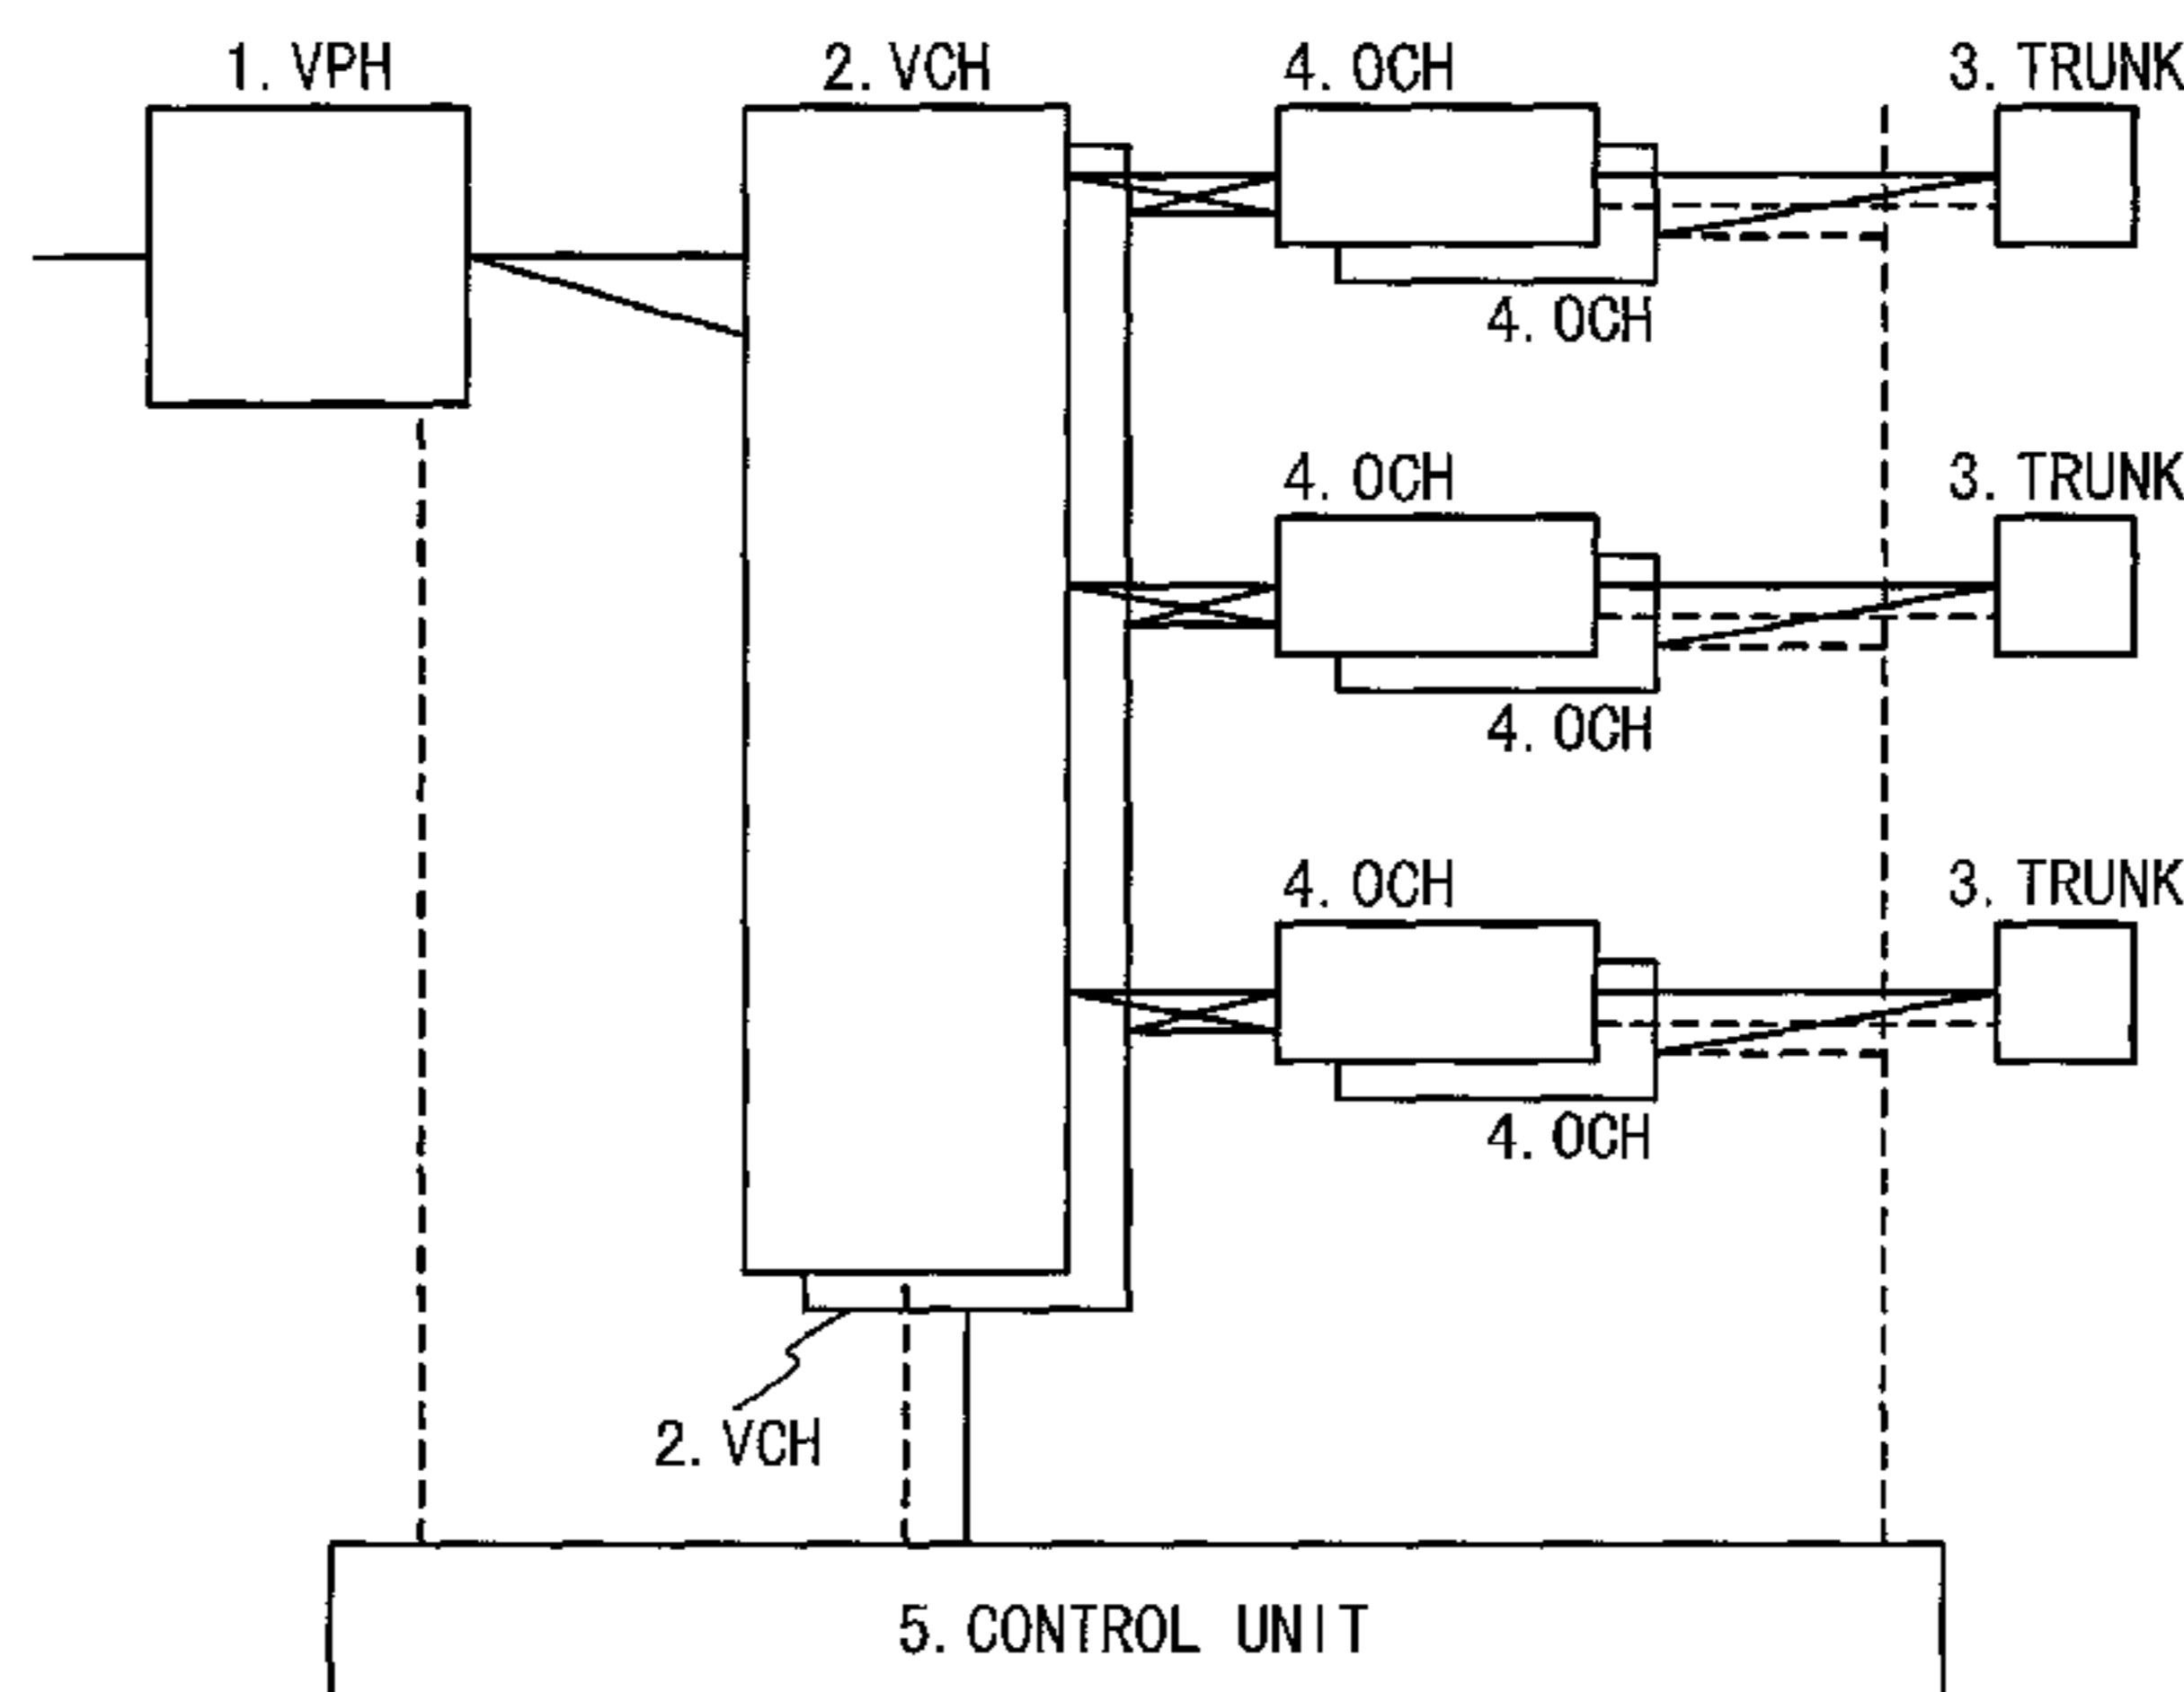 1. VPH
2. VCH
4. OCH
3. TRUNK
4. OCH
4. OCH
3. TRUNK
4. OCH
4. OCH
3. TRUNK
4. OCH
2. VCH
5. CONTROL UNIT